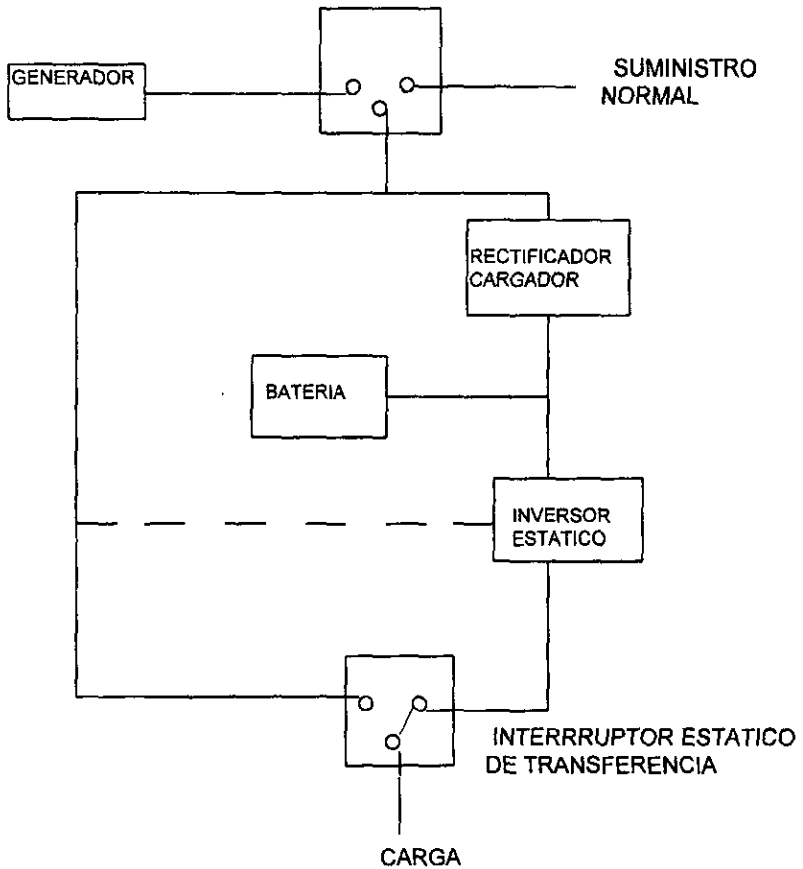 GENERADOR
SUMINISTRO
NORMAL
RECTIFICADOR
CARGADOR
BATERIA
INVERSOR
ESTATICO
INTERRRUPTOR ESTATICO
DE TRANSFERENCIA
CARGA